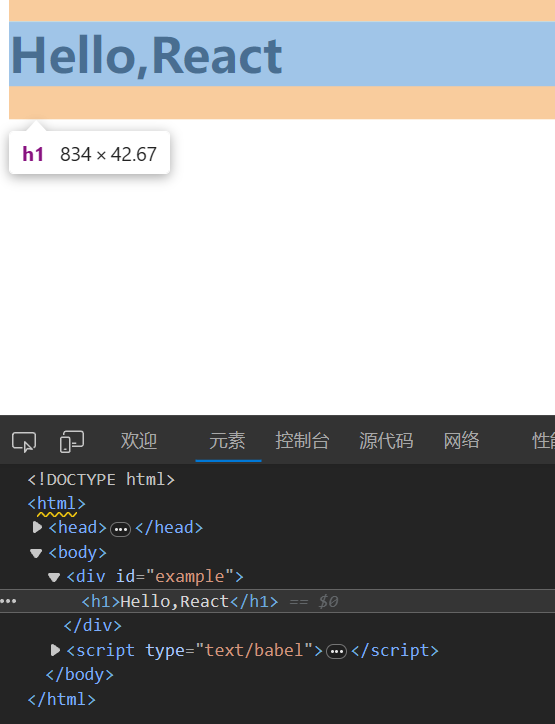 Hello,React
h1 834 × 42.67
欢迎 元素 控制台 源代码 网络
<!DOCTYPE html>
<html>
<head> ••• </head>
<body>
<div id="example">
••• <h1>Hello,React</h1> == $0
</div>
<script type="text/babel"> ••• </script>
</body>
</html>